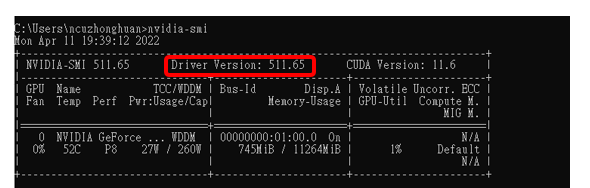 C:\Users\ncuzhonghuan>nvidia-smi
Mon Apr 11 19:39:12 2022
NVIDIA-SMI 511.65 Driver Version: 511.65 CUDA Version: 11.6
GPU Name TCC/WDDM | Bus-Id Disp.A | Volatile Uncorr. ECC
Fan Temp Perf Pwr:Usage/Cap| Memory-Usage | GPU-Util Compute M.
MIG M.
0 NVIDIA GeForce ... WDDM | 00000000:01:00.0 On | N/A
0% 52C P8 27W / 260W | 745MiB / 11264MiB | 1% Default
N/A